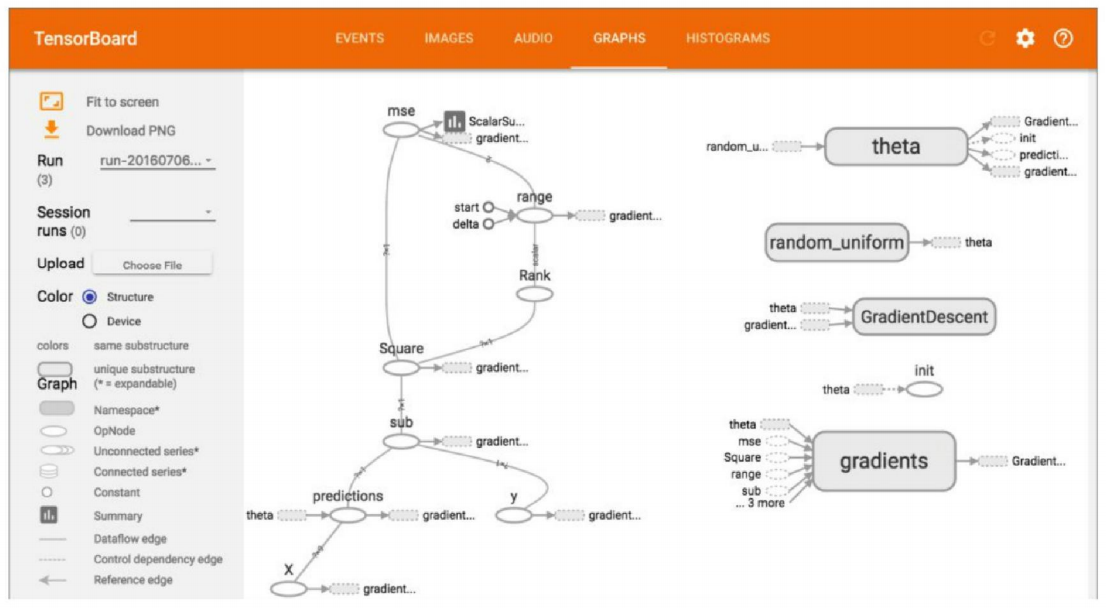 TensorBoard
EVENTS IMAGES AUDIO GRAPHS HISTOGRAMS
Fit to screen
Download PNG
Run run-20160706...
(3)
Session
runs (0)
Upload Choose File
Color Structure
Device
colors same substructure
unique substructure
Graph (* = expandable)
Namespace*
OpNode
Unconnected series*
Connected series*
Constant
Summary
Dataflow edge
Control dependency edge
Reference edge
mse
ScalarSu...
gradient...
range
start
delta
gradient...
scalar
Rank
Square
gradient...
sub
gradient...
predictions
theta
gradient...
y
gradient...
X
gradient...
random_u...
theta
Gradient...
init
predicti...
gradient...
random_uniform
theta
theta
gradient...
GradientDescent
init
theta
theta
mse
Square
range
sub
... 3 more
gradients
Gradient...